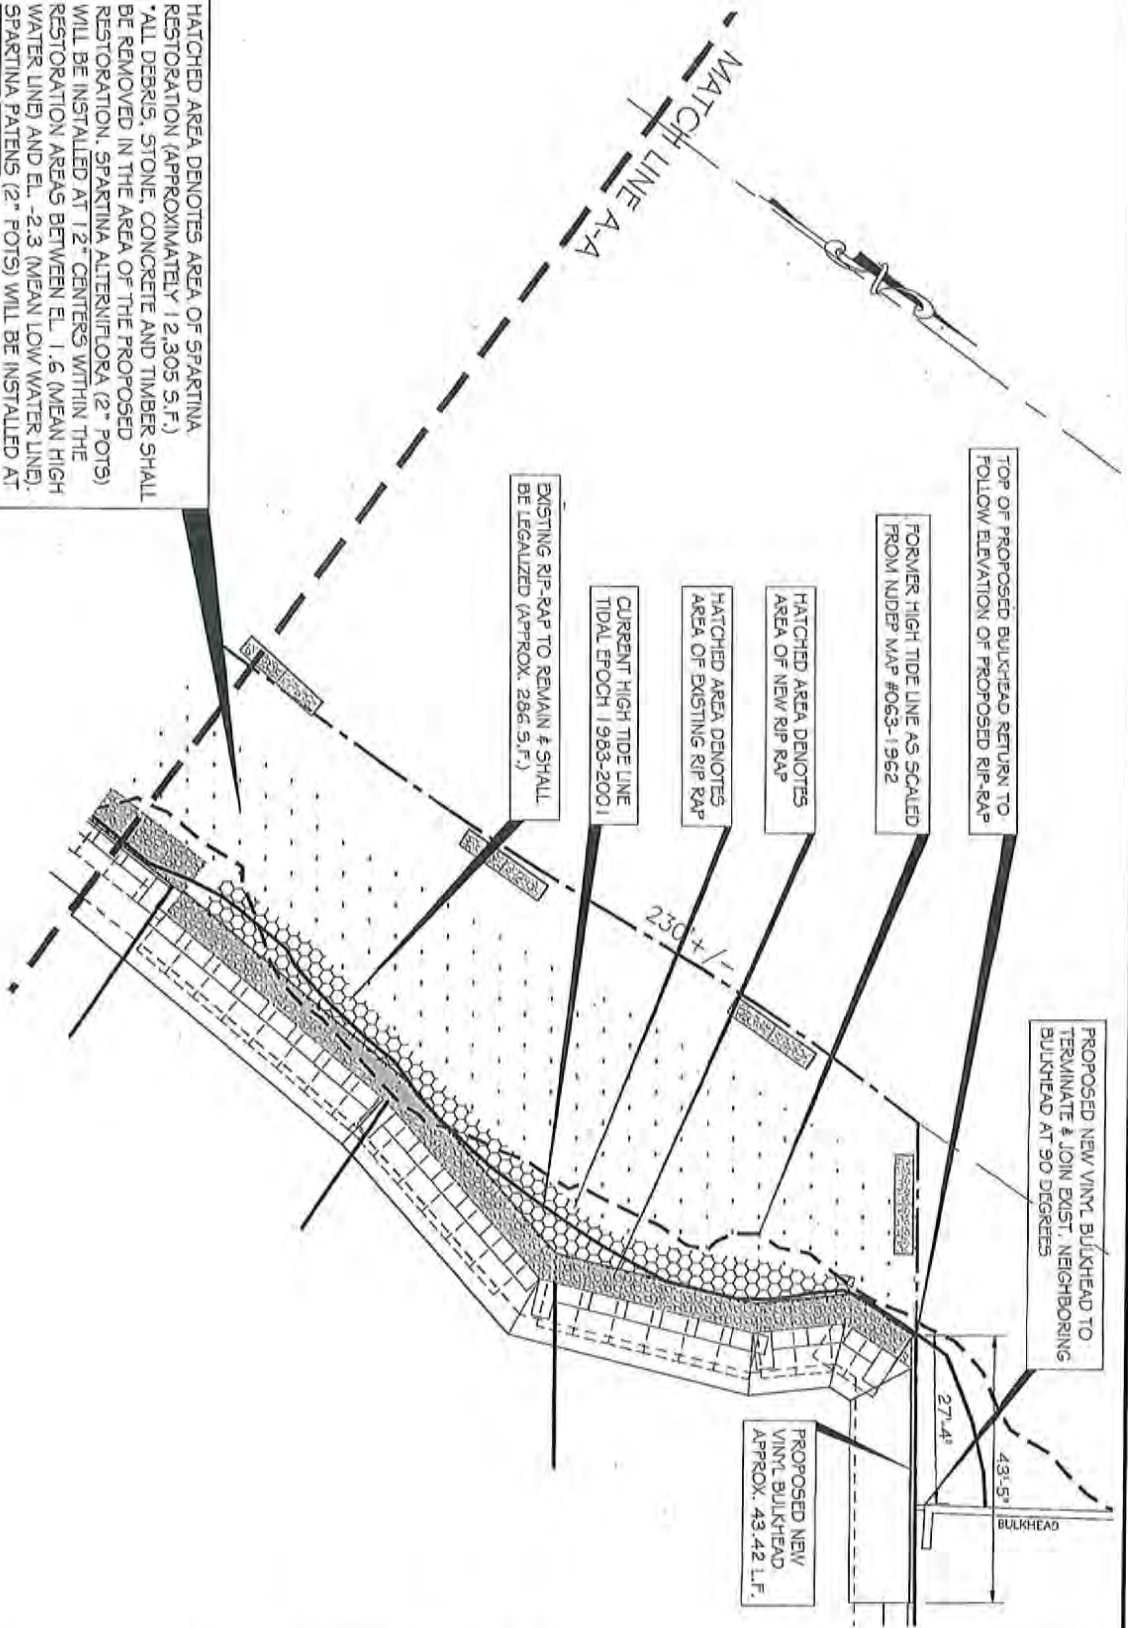 MATCH LINE A-A
TOP OF PROPOSED BULKHEAD RETURN TO
FOLLOW ELEVATION OF PROPOSED RIP-RAP
FORMER HIGH TIDE LINE AS SCALED
FROM NJDEP MAP #063-1962
HATCHED AREA DENOTES
AREA OF NEW RIP RAP
HATCHED AREA DENOTES
AREA OF EXISTING RIP RAP
CURRENT HIGH TIDE LINE
TIDAL EPOCH 1983-2001
EXISTING RIP-RAP TO REMAIN & SHALL
BE LEGALIZED (APPROX. 286 S.F.)
HATCHED AREA DENOTES AREA OF SPARTINA
RESTORATION (APPROXIMATELY 12,305 S.F.)
*ALL DEBRIS, STONE, CONCRETE AND TIMBER SHALL
BE REMOVED IN THE AREA OF THE PROPOSED
RESTORATION. SPARTINA ALTERNIFLORA (2" POTS)
WILL BE INSTALLED AT 12" CENTERS WITHIN THE
RESTORATION AREAS BETWEEN EL. 1.6 (MEAN HIGH
WATER LINE) AND EL. -2.3 (MEAN LOW WATER LINE).
SPARTINA PATENS (2" POTS) WILL BE INSTALLED AT
230'+/-
PROPOSED NEW VINYL BULKHEAD TO
TERMINATE & JOIN EXIST. NEIGHBORING
BULKHEAD AT 90 DEGREES
27'-4"
43'-5"
BULKHEAD
PROPOSED NEW
VINYL BULKHEAD
APPROX. 43.42 L.F.